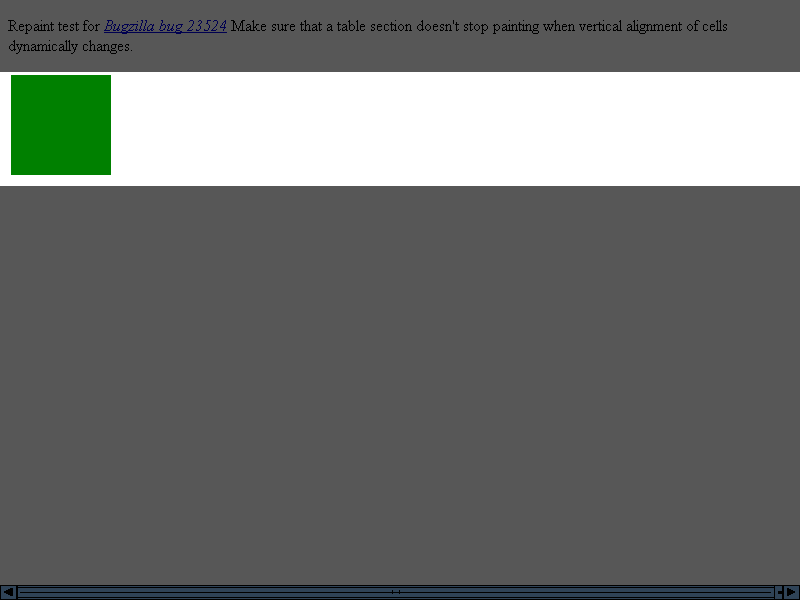 Repaint test for Bugzilla bug 23524 Make sure that a table section doesn't stop painting when vertical alignment of cells
dynamically changes.